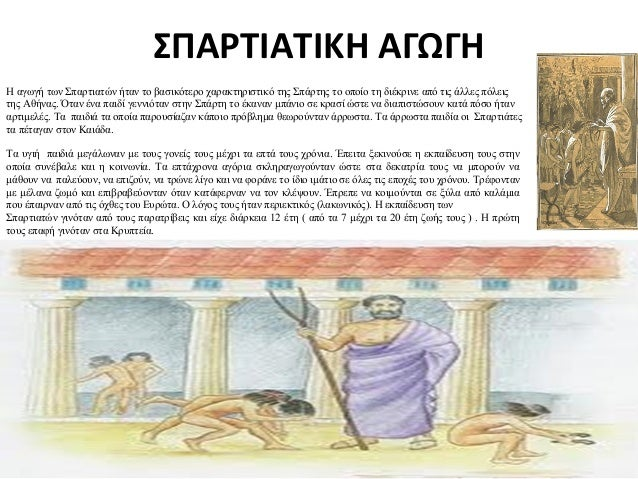 ΣΠΑΡΤΙΑΤΙΚΗ ΑΓΩΓΗ
Η αγωγή των Σπαρτιατών ήταν το βασικότερο χαρακτηριστικό της Σπάρτης το οποίο τη διέκρινε από τις άλλες πόλεις
της Αθήνας. Όταν ένα παιδί γεννιόταν στην Σπάρτη το έκαναν μπάνιο σε κρασί ώστε να διαπιστώσουν κατά πόσο ήταν
αρτιμελές. Τα παιδιά τα οποία παρουσίαζαν κάποιο πρόβλημα θεωρούνταν άρρωστα. Τα άρρωστα παιδία οι Σπαρτιάτες
τα πέταγαν στον Καιάδα.
Τα υγιή παιδιά μεγάλωναν με τους γονείς τους μέχρι τα επτά τους χρόνια. Έπειτα ξεκινούσε η εκπαίδευση τους στην
οποία συνέβαλε και η κοινωνία. Τα επτάχρονα αγόρια σκληραγωγούνταν ώστε στα δεκατρία τους να μπορούν να
μάθουν να παλεύουν, να επιζούν, να τρώνε λίγο και να φοράνε το ίδιο ιμάτιο σε όλες τις εποχές του χρόνου. Τρέφονταν
με μέλανα ζωμό και επιβραβεύονταν όταν κατάφερναν να τον κλέψουν. Έπρεπε να κοιμούνται σε ξύλα από καλάμια
που έπαιρναν από τις όχθες του Ευρώτα. Ο λόγος τους ήταν περιεκτικός (λακωνικός). Η εκπαίδευση των
Σπαρτιατών γινόταν από τους παρατρίβεις και είχε διάρκεια 12 έτη ( από τα 7 μέχρι τα 20 έτη ζωής τους ) . Η πρώτη
τους επαφή γινόταν στα Κρυπτεία.